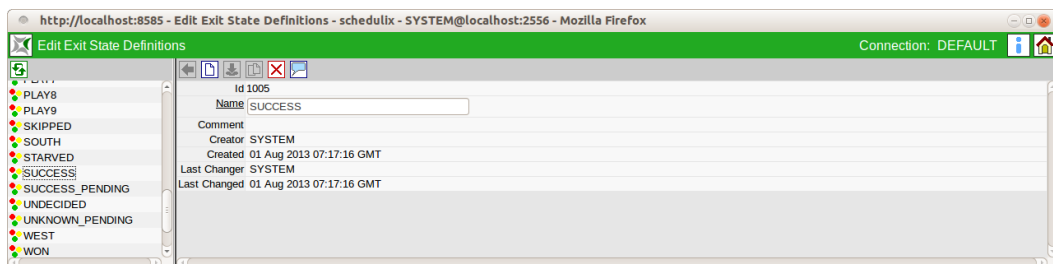 http://localhost:8585 - Edit Exit State Definitions - schedulix - SYSTEM@localhost:2556 - Mozilla Firefox
Edit Exit State Definitions
Connection: DEFAULT
PLAY8
PLAY9
SKIPPED
SOUTH
STARVED
SUCCESS
SUCCESS_PENDING
UNDECIDED
UNKNOWN_PENDING
WEST
WON
Id 1005
Name SUCCESS
Comment
Creator SYSTEM
Created 01 Aug 2013 07:17:16 GMT
Last Changer SYSTEM
Last Changed 01 Aug 2013 07:17:16 GMT